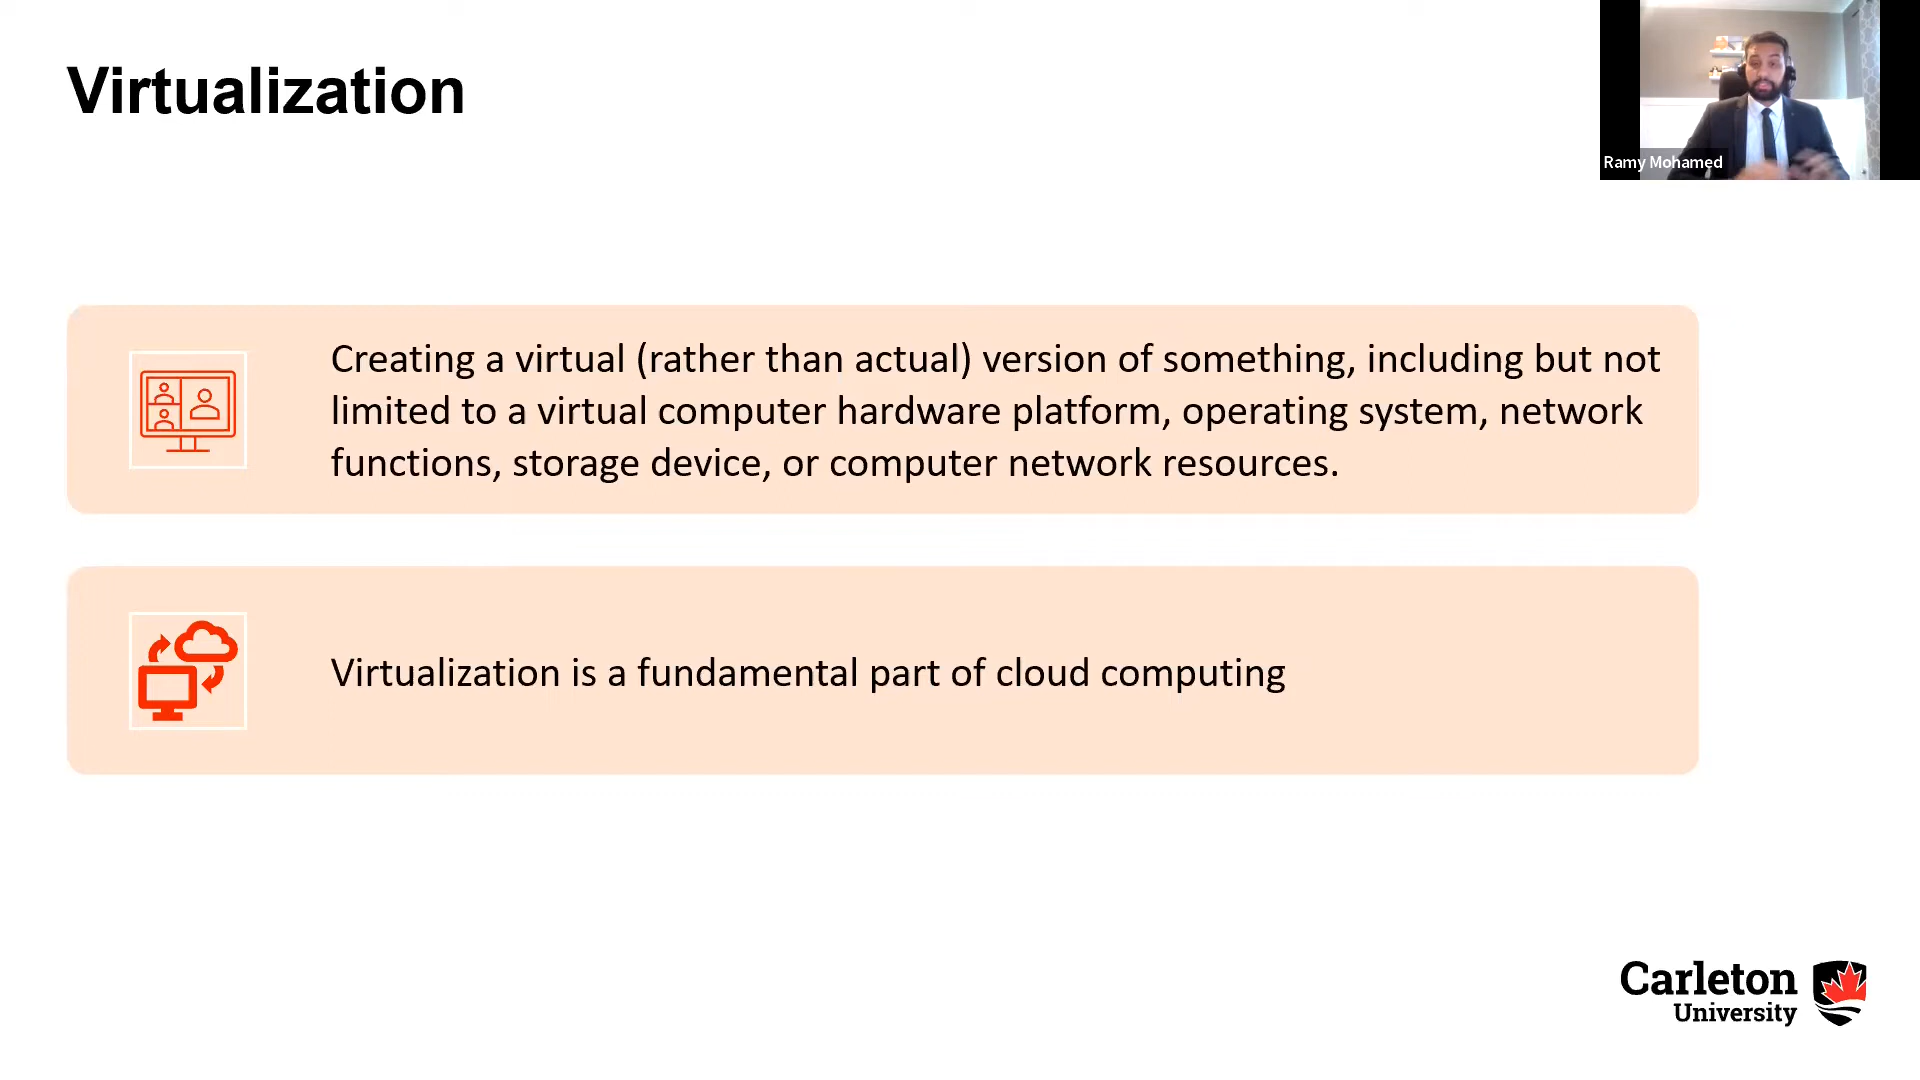 Virtualization
Ramy Mohamed
Creating a virtual (rather than actual) version of something, including but not
limited to a virtual computer hardware platform, operating system, network
functions, storage device, or computer network resources.
Virtualization is a fundamental part of cloud computing
Carleton
University